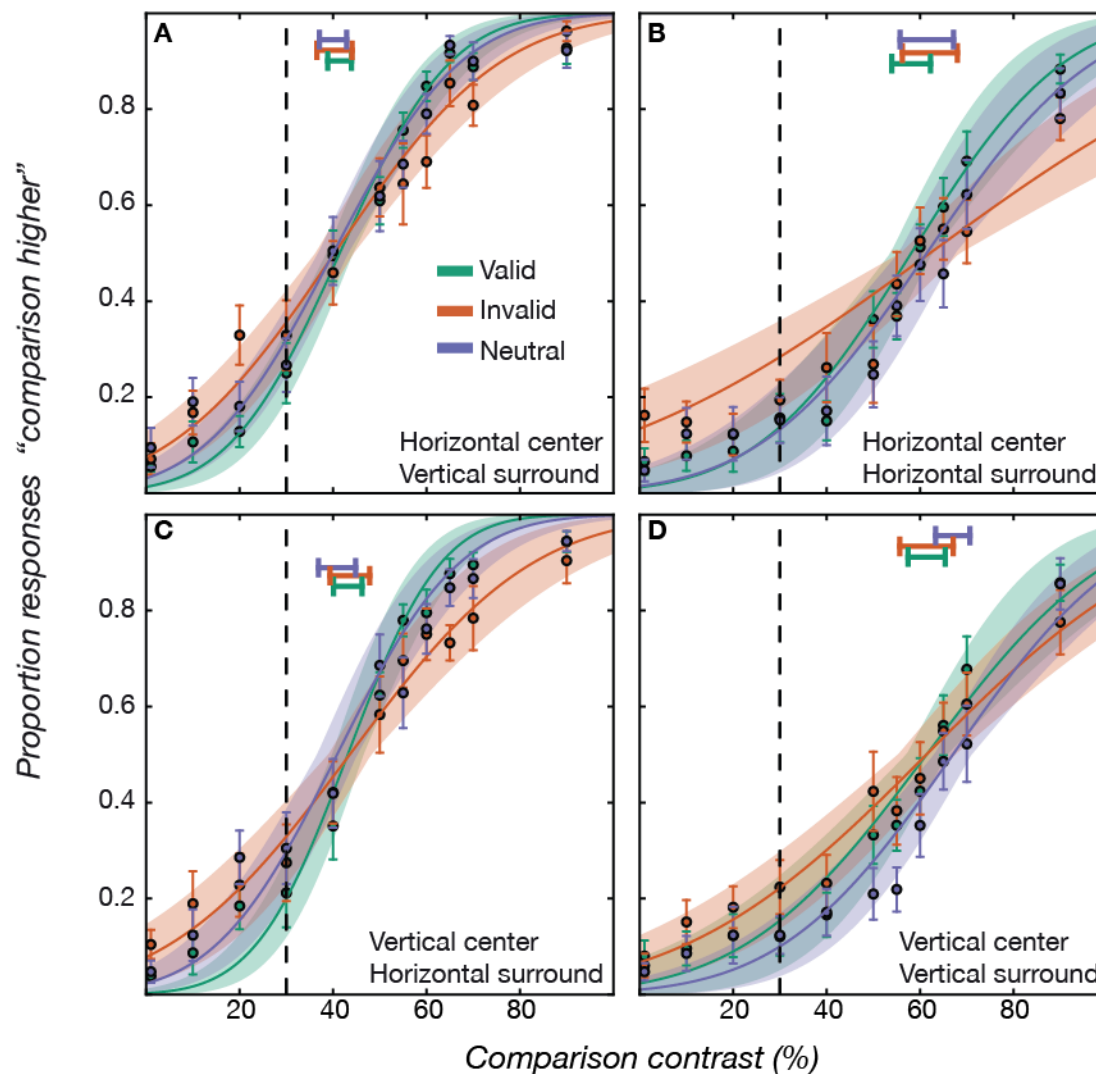 A
B
0.8
0.6
0.4
0.2
Valid
Invalid
Neutral
Horizontal center
Vertical surround
Horizontal center
Horizontal surround
C
D
0.8
0.6
0.4
0.2
Vertical center
Horizontal surround
Vertical center
Vertical surround
20 40 60 80
20 40 60 80
Comparison contrast (%)
Proportion responses “comparison higher”